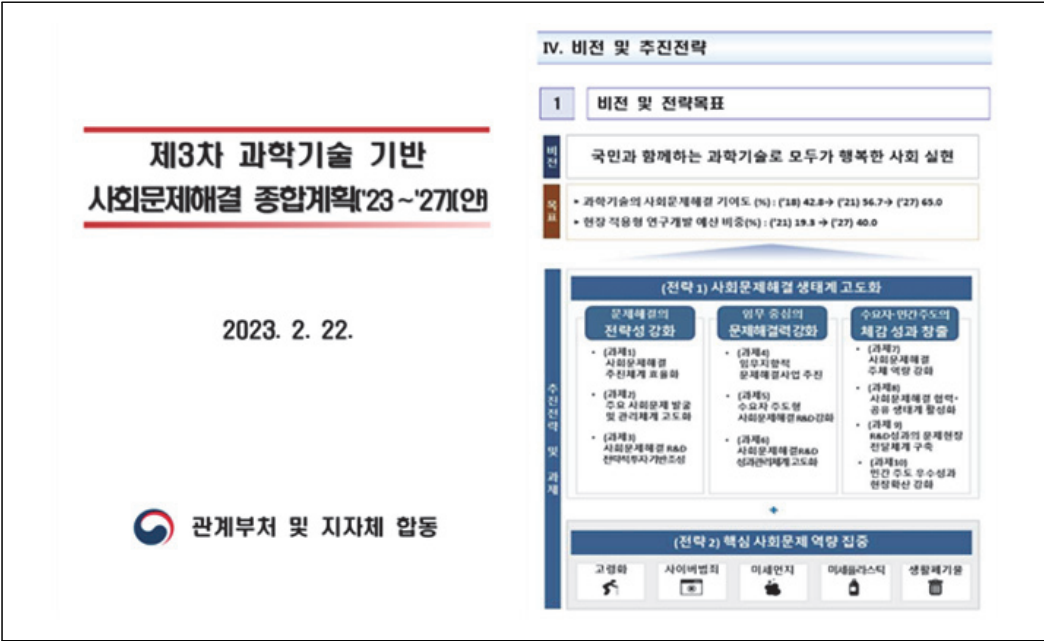 제3차 과학기술 기반
사회문제해결 종합계획('23~'27)(안)
2023. 2. 22.
관계부처 및 지자체 합동
Ⅳ. 비전 및 추진전략
1 비전 및 전략목표
비전
국민과 함께하는 과학기술로 모두가 행복한 사회 실현
목표
▸ 과학기술의 사회문제해결 기여도 (%) : ('18) 42.8→ ('21) 56.7→ ('27) 65.0
▸ 현장 적용형 연구개발 예산 비중(%) : ('21) 19.3 → ('27) 40.0
추진전략 및 과제
(전략 1) 사회문제해결 생태계 고도화
문제해결의
전략성 강화
• (과제1)
사회문제해결
추진체계 효율화
• (과제2)
주요 사회문제 발굴
및 관리체계 고도화
• (과제3)
사회문제해결 R&D
전략적투자기반조성
임무 중심의
문제해결력강화
• (과제4)
임무지향적
문제해결사업 추진
• (과제5)
수요자 주도형
사회문제해결R&D강화
• (과제6)
사회문제해결R&D
성과관리체계고도화
수요자·민간주도의
체감 성과 창출
• (과제7)
사회문제해결
주체 역량 강화
• (과제8)
사회문제해결 협력·
공유 생태계 활성화
• (과제 9)
R&D성과의 문제현장
전달체계 구축
• (과제10)
민간 주도 우수성과
현장확산 강화
+
(전략 2) 핵심 사회문제 역량 집중
고령화
사이버범죄
미세먼지
미세플라스틱
생활폐기물